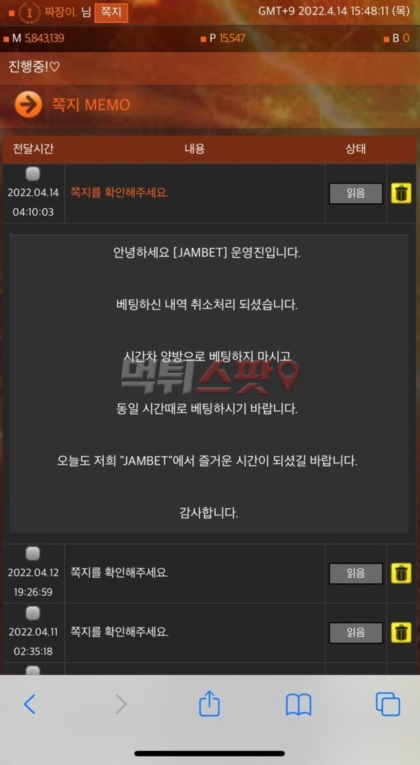 짜장이. 님 쪽지 GMT+9 2022.4.14 15:48:11 (목)
M 5,843,139 P 15,547 B 0
진행중!♡
쪽지 MEMO
전달시간 내용 상태
2022.04.14
04:10:03
쪽지를 확인해주세요. 읽음
안녕하세요 [JAMBET] 운영진입니다.
베팅하신 내역 취소처리 되셨습니다.
시간차 양방으로 베팅하지 마시고
먹튀스팟
동일 시간때로 베팅하시기 바랍니다.
오늘도 저희 "JAMBET"에서 즐거운 시간이 되셨길 바랍니다.
감사합니다.
2022.04.12
19:26:59
쪽지를 확인해주세요. 읽음
2022.04.11
02:35:18
쪽지를 확인해주세요. 읽음